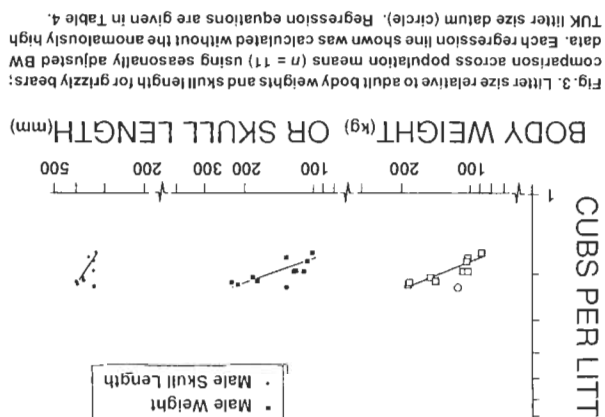 Male Weight
Male Skull Length
CUBS PER LITT
1
100 200 100 200 300 200 500
BODY WEIGHT(kg) OR SKULL LENGTH(mm)
Fig. 3. Litter size relative to adult body weights and skull length for grizzly bears;
comparison across population means (n = 11) using seasonally adjusted BW
data. Each regression line shown was calculated without the anomalously high
TUK litter size datum (circle). Regression equations are given in Table 4.